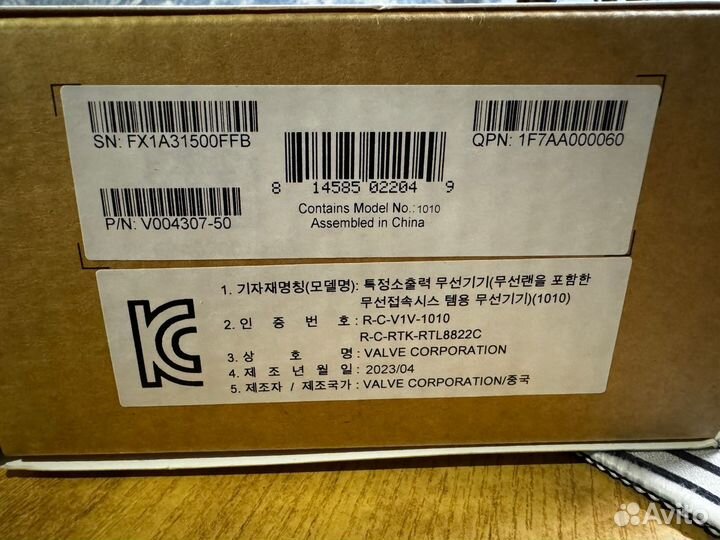 SN: FX1A31500FFB
QPN: 1F7AA000060
8 14585 02204 9
P/N: V004307-50
Contains Model No.: 1010
Assembled in China
1. 기자재명칭(모델명): 특정소출력 무선기기(무선랜을 포함한
무선접속시스 템용 무선기기)(1010)
2. 인 증 번 호 : R-C-V1V-1010
R-C-RTK-RTL8822C
3. 상 호 명 : VALVE CORPORATION
4. 제 조 년 월 일 : 2023/04
5. 제조자 / 제조국가 : VALVE CORPORATION/중국
Avito